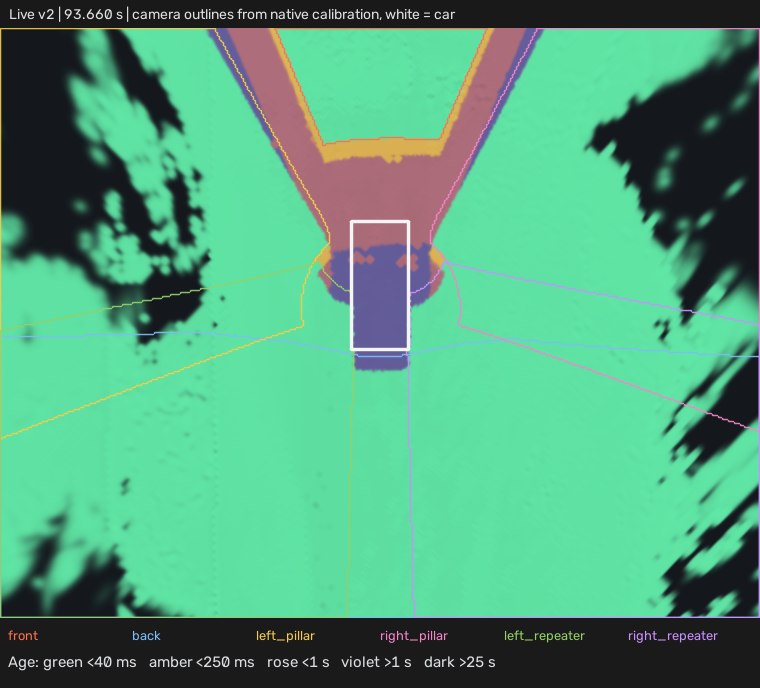 Live v2 | 93.660 s | camera outlines from native calibration, white = car
front back left_pillar right_pillar left_repeater right_repeater
Age: green <40 ms amber <250 ms rose <1 s violet >1 s dark >25 s